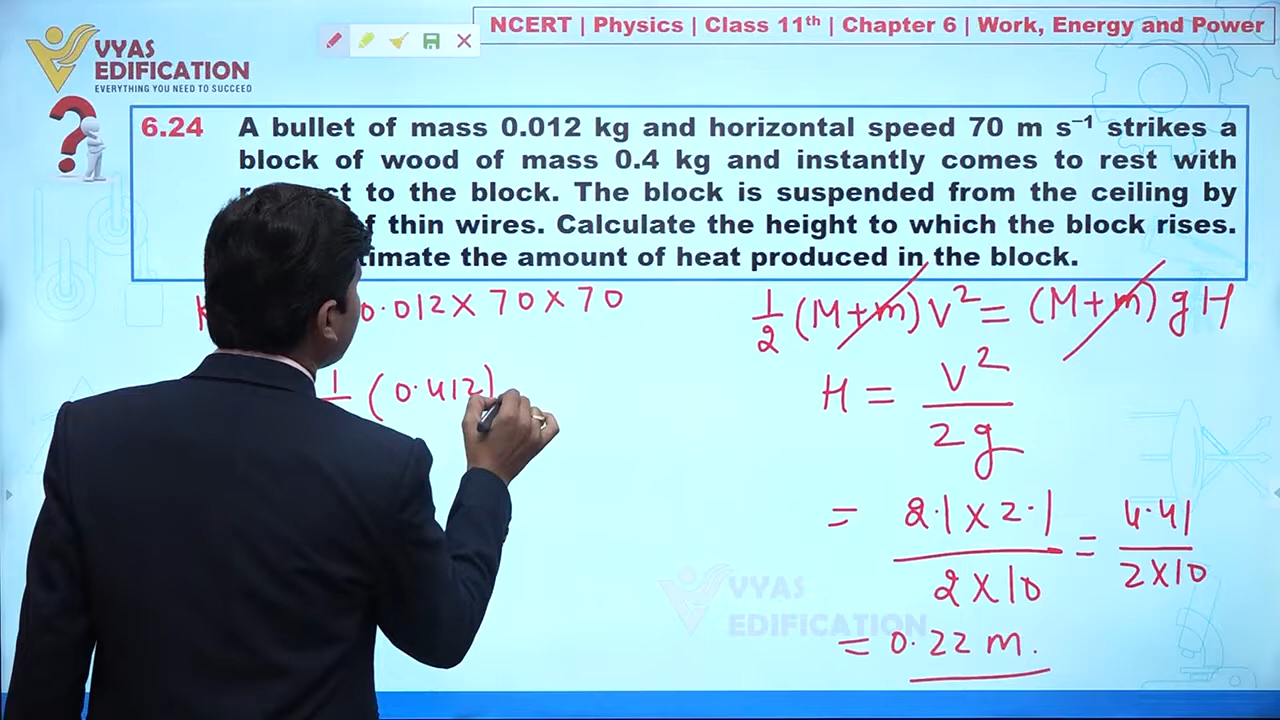 NCERT | Physics | Class 11th | Chapter 6 | Work, Energy and Power
VYAS
EDIFICATION
EVERYTHING YOU NEED TO SUCCEED
6.24 A bullet of mass 0.012 kg and horizontal speed 70 m s⁻¹ strikes a
block of wood of mass 0.4 kg and instantly comes to rest with
to the block. The block is suspended from the ceiling by
thin wires. Calculate the height to which the block rises.
the amount of heat produced in the block.
0.012 X 70 X 70
1/2 (M+m) V² = (M+m) g H
1 (0.412)
H = V²/2g
= 2.1 X 2.1 / 2 X 10 = 4.41 / 2 X 10
= 0.22 m.
VYAS
EDIFICATION